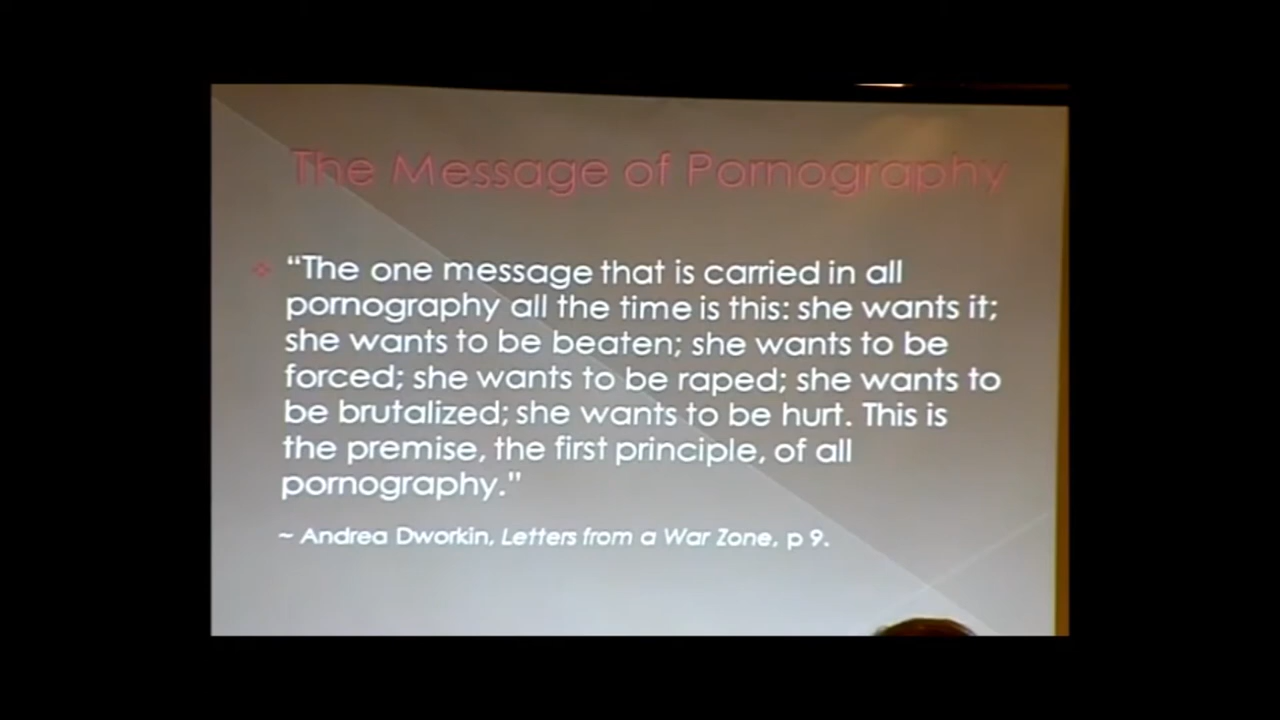 The Message of Pornography
“The one message that is carried in all
pornography all the time is this: she wants it;
she wants to be beaten; she wants to be
forced; she wants to be raped; she wants to
be brutalized; she wants to be hurt. This is
the premise, the first principle, of all
pornography.”
~ Andrea Dworkin, Letters from a War Zone, p 9.